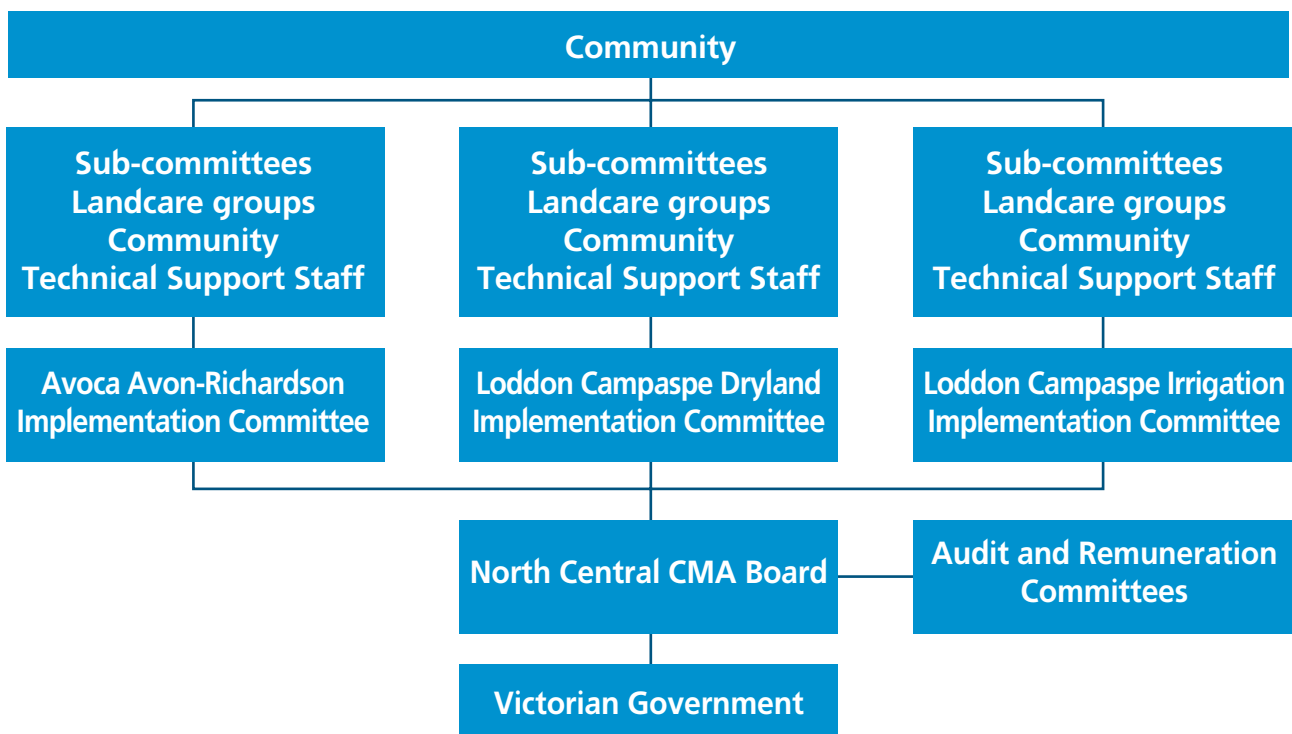 Community
Sub-committees
Landcare groups
Community
Technical Support Staff
Sub-committees
Landcare groups
Community
Technical Support Staff
Sub-committees
Landcare groups
Community
Technical Support Staff
Avoca Avon-Richardson
Implementation Committee
Loddon Campaspe Dryland
Implementation Committee
Loddon Campaspe Irrigation
Implementation Committee
North Central CMA Board
Audit and Remuneration
Committees
Victorian Government